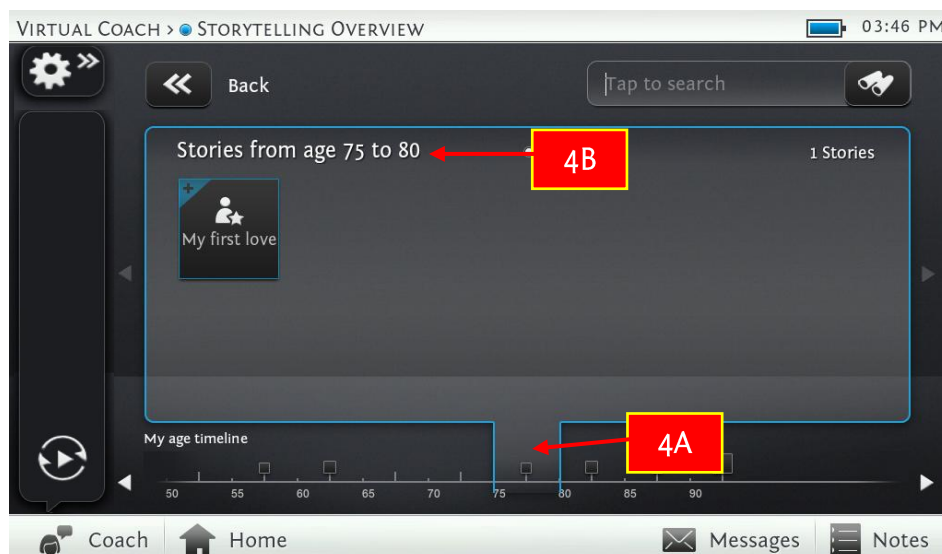 VIRTUAL COACH > STORYTELLING OVERVIEW
03:46 PM
Back
Tap to search
Stories from age 75 to 80
4B
1 Stories
My first love
My age timeline
4A
50 55 60 65 70 75 80 85 90
Coach Home Messages Notes